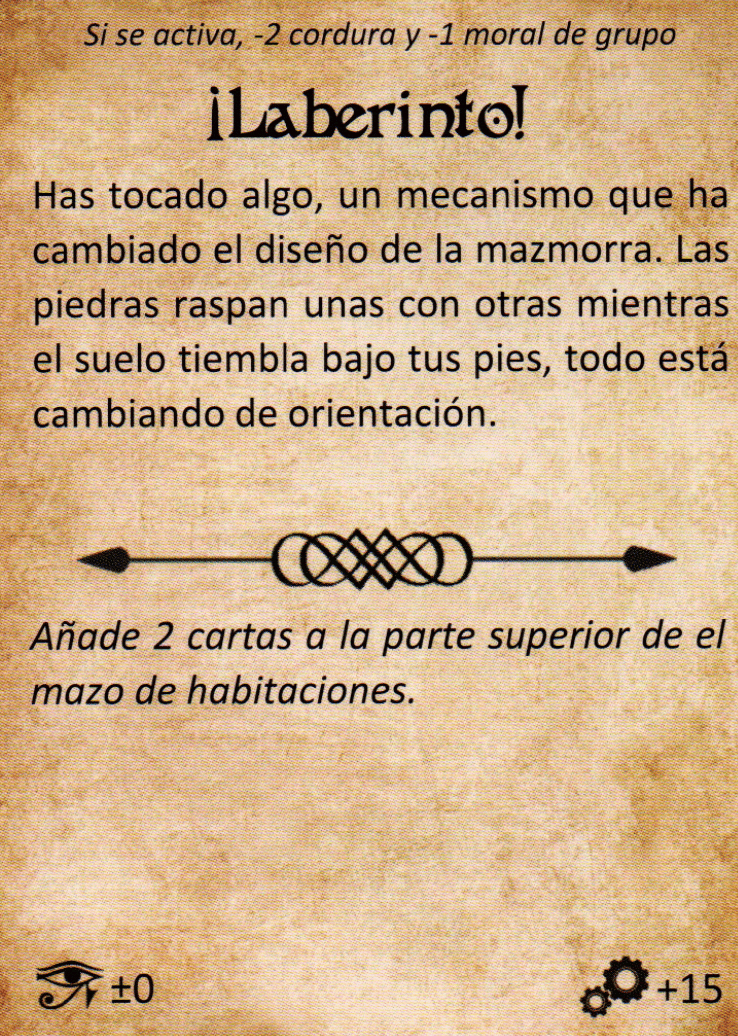 Si se activa, -2 cordura y -1 moral de grupo
¡Laberinto!
Has tocado algo, un mecanismo que ha
cambiado el diseño de la mazmorra. Las
piedras raspan unas con otras mientras
el suelo tiembla bajo tus pies, todo está
cambiando de orientación.
Añade 2 cartas a la parte superior de el
mazo de habitaciones.
±0
+15